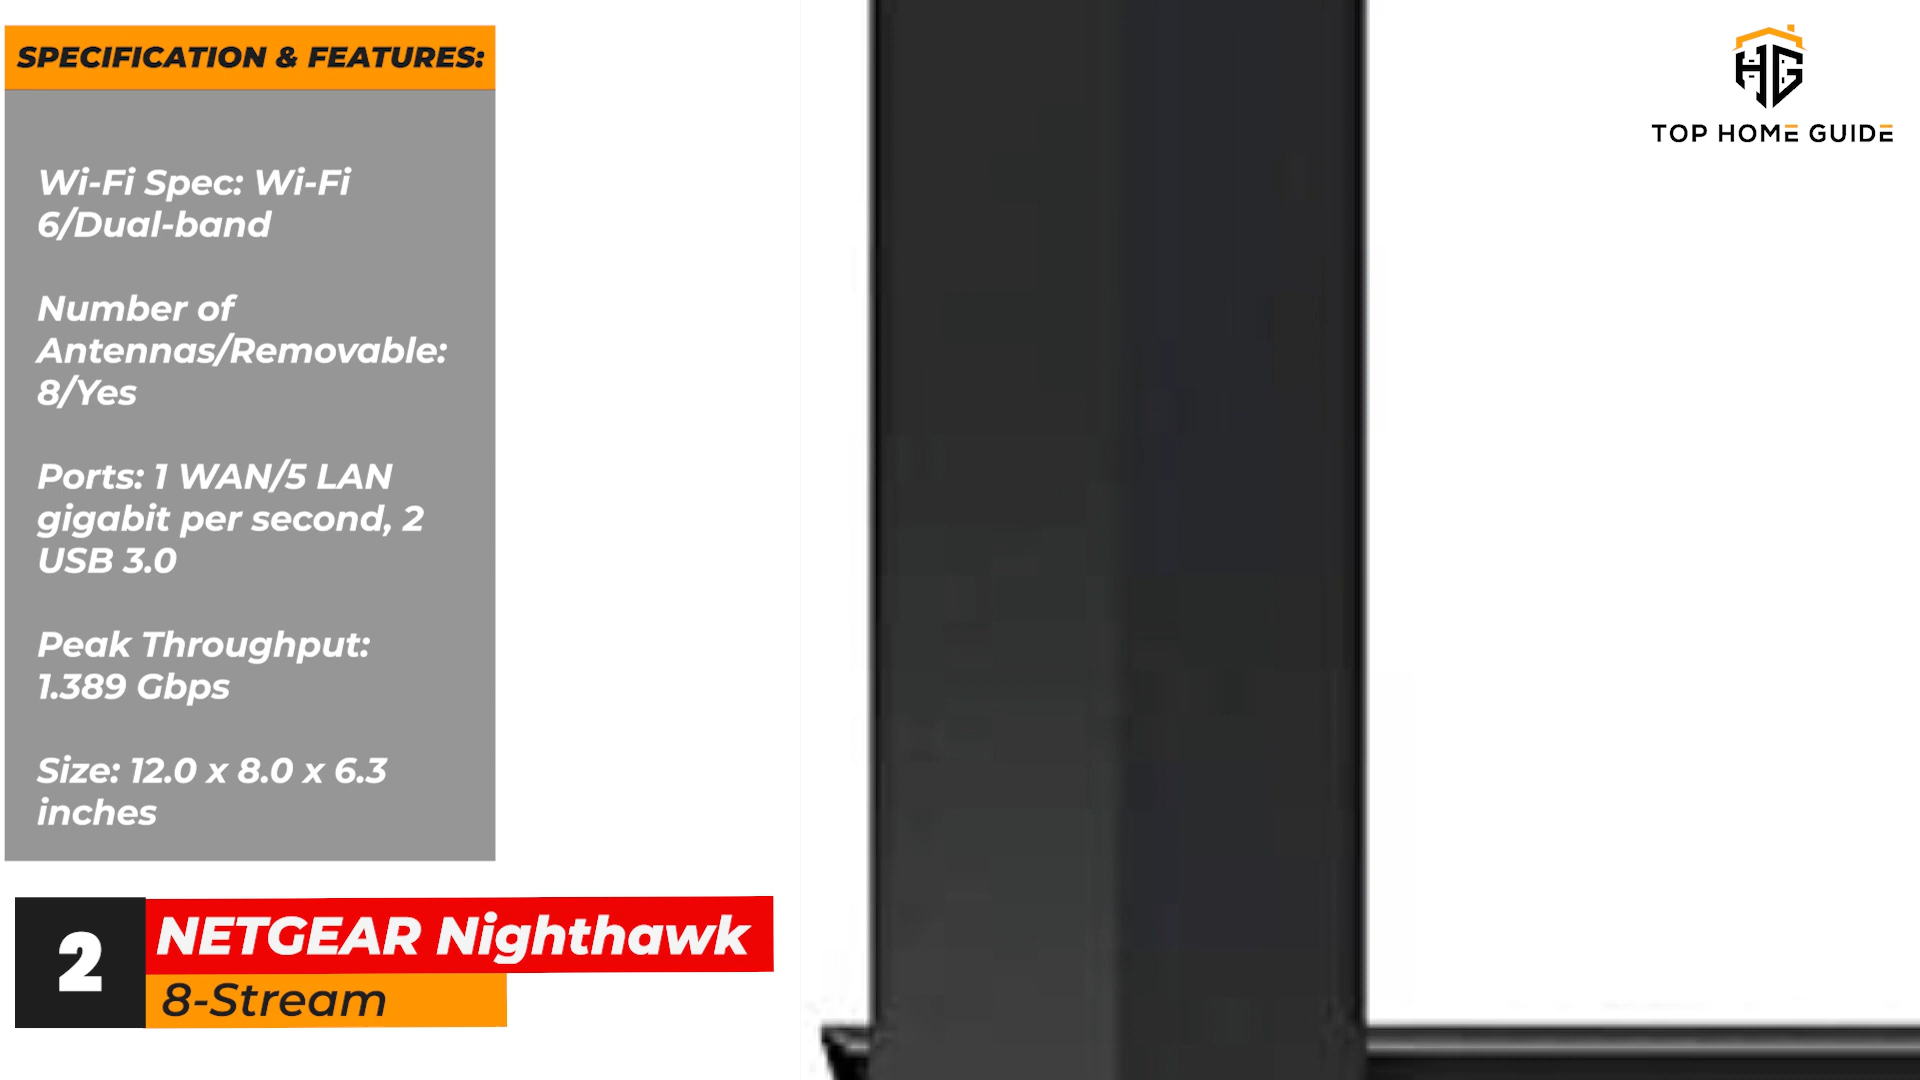 SPECIFICATION & FEATURES:
Wi-Fi Spec: Wi-Fi
6/Dual-band
Number of
Antennas/Removable:
8/Yes
Ports: 1 WAN/5 LAN
gigabit per second, 2
USB 3.0
Peak Throughput:
1.389 Gbps
Size: 12.0 x 8.0 x 6.3
inches
2
NETGEAR Nighthawk
8-Stream
HG
TOP HOME GUIDE